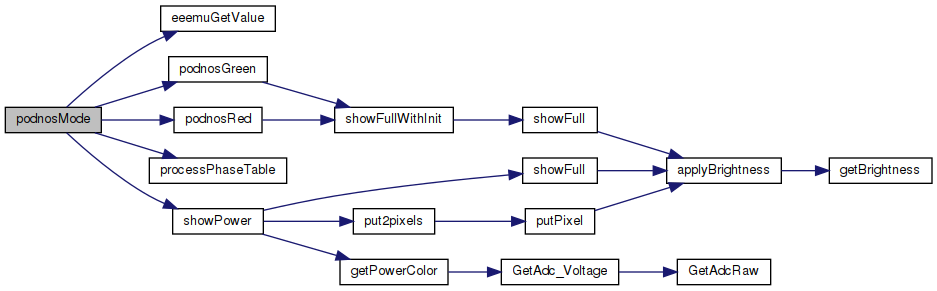 eeemuGetValue
podnosGreen
podnosMode
podnosRed
showFullWithInit
showFull
processPhaseTable
showFull
applyBrightness
getBrightness
showPower
put2pixels
putPixel
getPowerColor
GetAdc_Voltage
GetAdcRaw